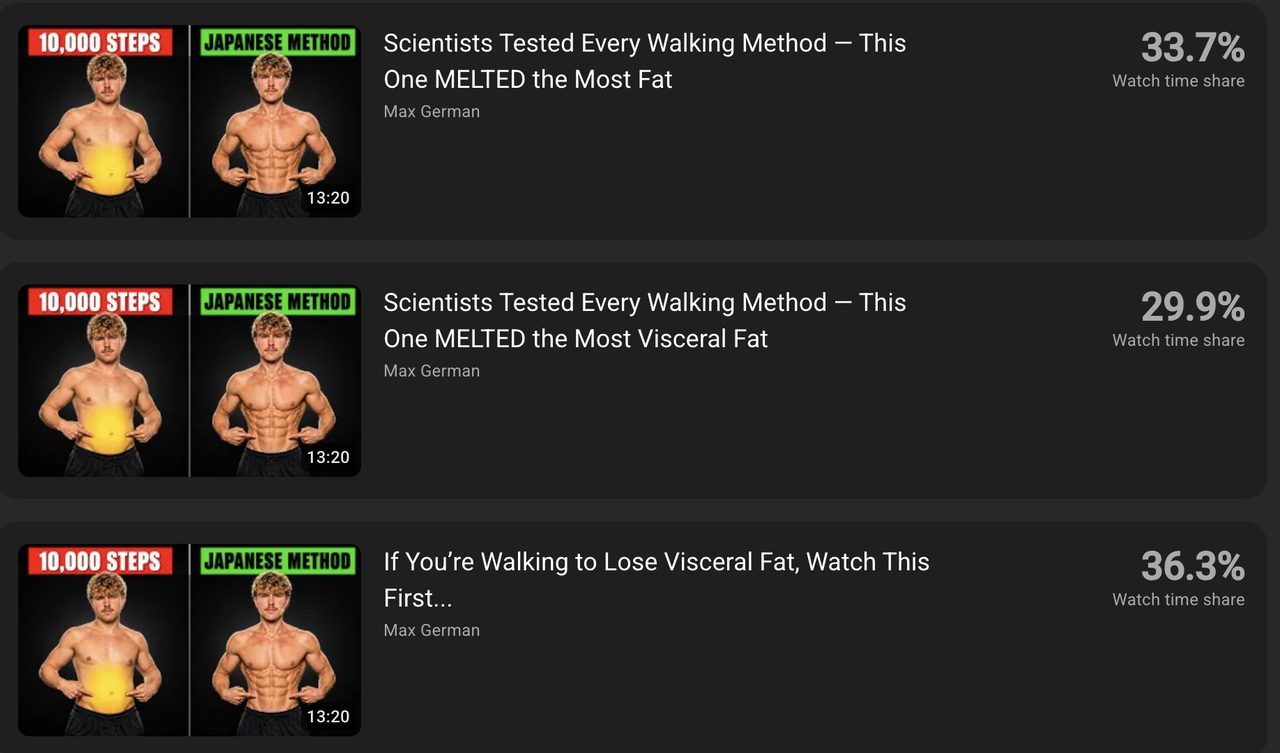 10,000 STEPS
JAPANESE METHOD
13:20
Scientists Tested Every Walking Method — This
One MELTED the Most Fat
Max German
33.7%
Watch time share
10,000 STEPS
JAPANESE METHOD
13:20
Scientists Tested Every Walking Method — This
One MELTED the Most Visceral Fat
Max German
29.9%
Watch time share
10,000 STEPS
JAPANESE METHOD
13:20
If You’re Walking to Lose Visceral Fat, Watch This
First...
Max German
36.3%
Watch time share